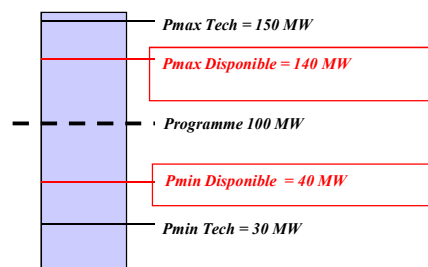 Pmax Tech = 150 MW
Pmax Disponible = 140 MW
Programme 100 MW
Pmin Disponible = 40 MW
Pmin Tech = 30 MW